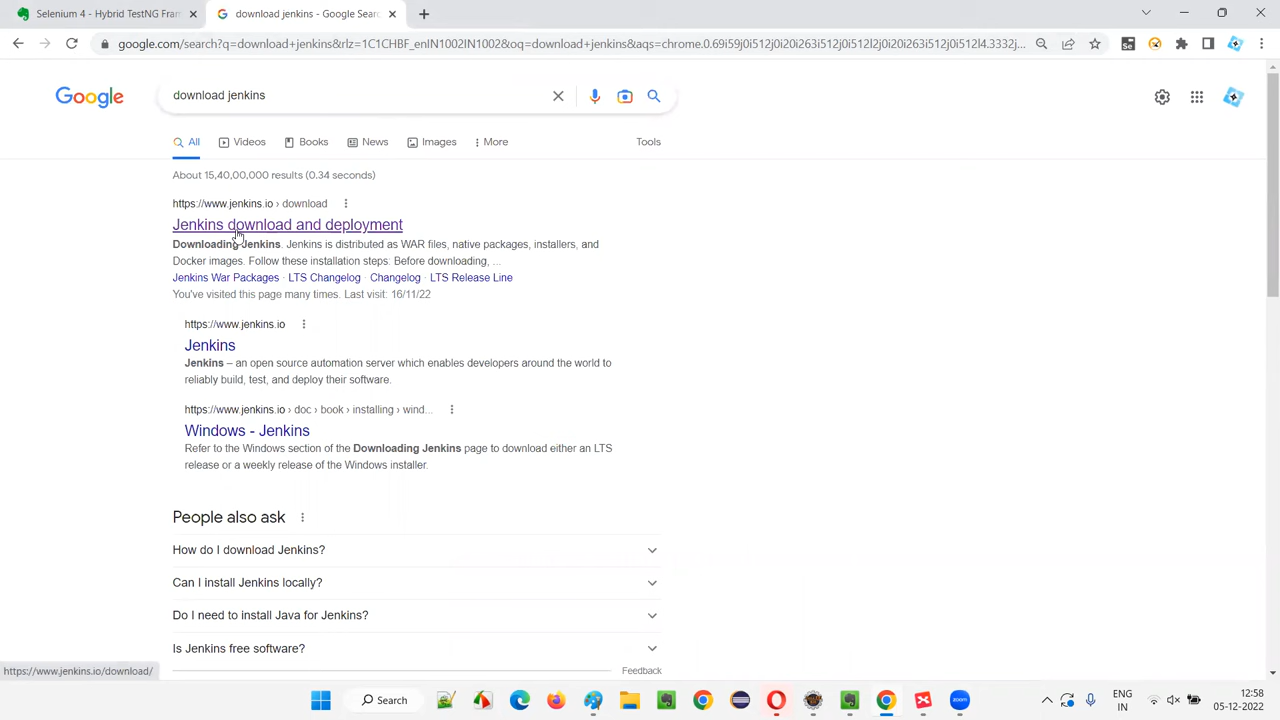 Selenium 4 - Hybrid TestNG Fram
download jenkins - Google Sear
google.com/search?q=download+jenkins&rlz=1C1CHBF_enIN1002IN1002&oq=download+jenkins&aqs=chrome.0.69i59j0i512j0i20i263i512j0i512l2j0i20i263i512j0i512l4.3332j...
Google
download jenkins
All
Videos
Books
News
Images
More
Tools
About 15,40,00,000 results (0.34 seconds)
https://www.jenkins.io › download
Jenkins download and deployment
Downloading Jenkins. Jenkins is distributed as WAR files, native packages, installers, and
Docker images. Follow these installation steps: Before downloading, ...
Jenkins War Packages · LTS Changelog · Changelog · LTS Release Line
You've visited this page many times. Last visit: 16/11/22
https://www.jenkins.io
Jenkins
Jenkins – an open source automation server which enables developers around the world to
reliably build, test, and deploy their software.
https://www.jenkins.io › doc › book › installing › wind...
Windows - Jenkins
Refer to the Windows section of the Downloading Jenkins page to download either an LTS
release or a weekly release of the Windows installer.
People also ask
How do I download Jenkins?
Can I install Jenkins locally?
Do I need to install Java for Jenkins?
Is Jenkins free software?
Feedback
https://www.jenkins.io/download/
Search
ENG
IN
12:58
05-12-2022